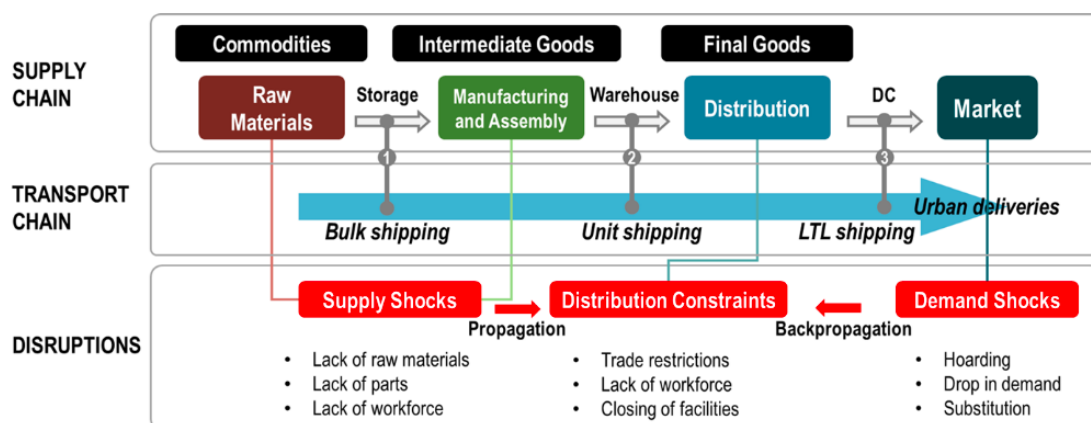 Commodities
Intermediate Goods
Final Goods
SUPPLY
CHAIN
Raw
Materials
Storage
Manufacturing
and Assembly
Warehouse
Distribution
DC
Market
1
2
3
TRANSPORT
CHAIN
Bulk shipping
Unit shipping
LTL shipping
Urban deliveries
DISRUPTIONS
Supply Shocks
Propagation
Distribution Constraints
Backpropagation
Demand Shocks
• Lack of raw materials
• Lack of parts
• Lack of workforce
• Trade restrictions
• Lack of workforce
• Closing of facilities
• Hoarding
• Drop in demand
• Substitution